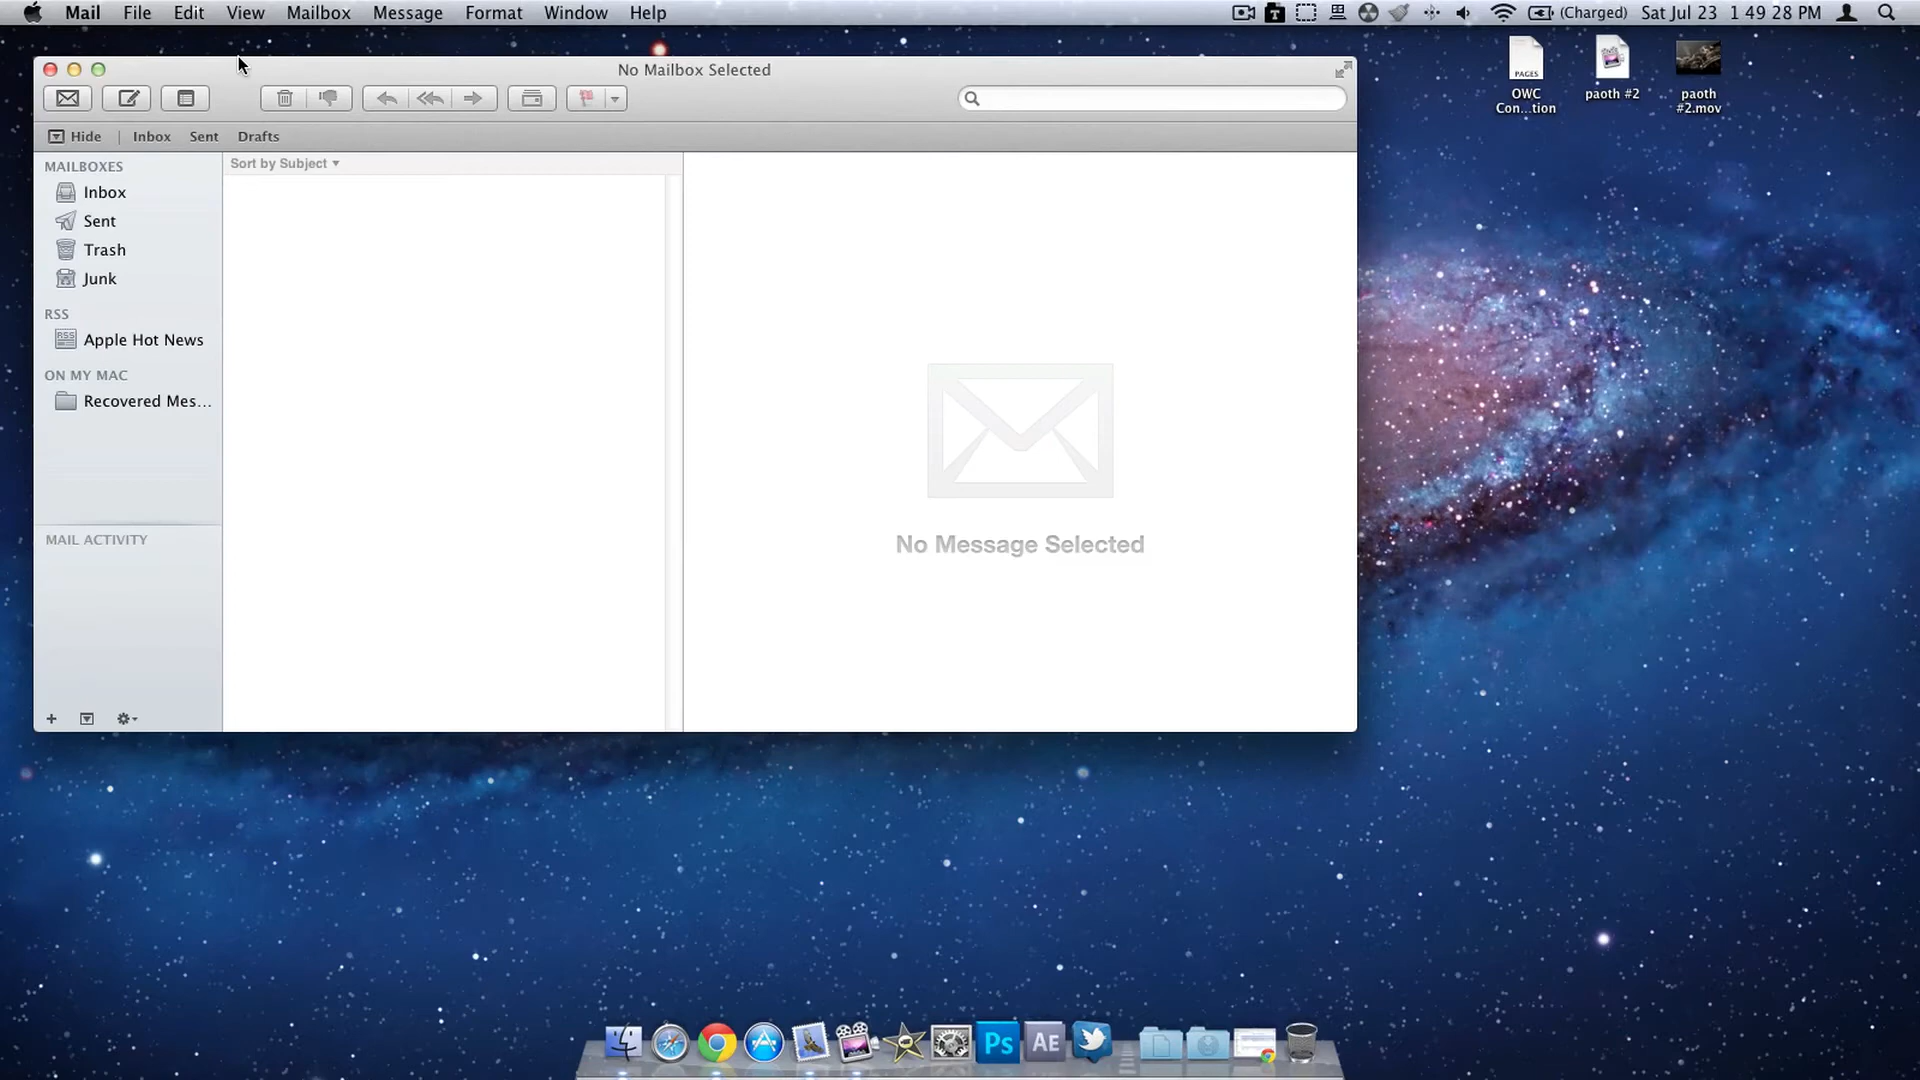 Mail File Edit View Mailbox Message Format Window Help (Charged) Sat Jul 23 1 49 28 PM
No Mailbox Selected
Hide Inbox Sent Drafts
MAILBOXES
Inbox
Sent
Trash
Junk
RSS
RSS Apple Hot News
ON MY MAC
Recovered Mes...
MAIL ACTIVITY
Sort by Subject
No Message Selected
PAGES
OWC
Con...tion
paoth #2
paoth
#2.mov
T
Ps AE